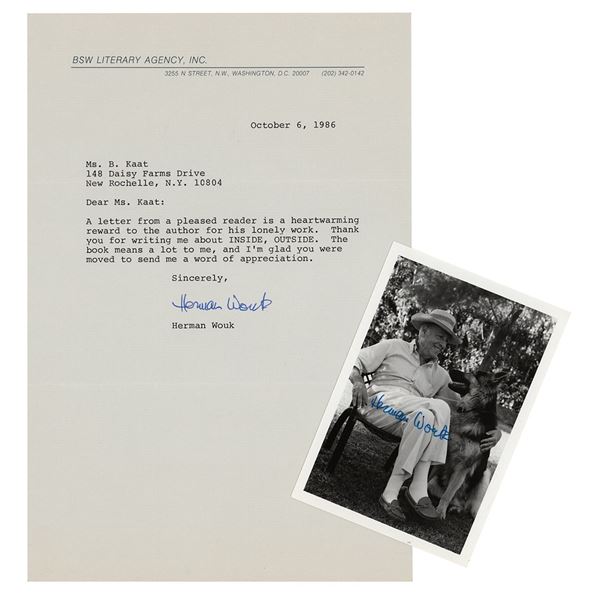 BSW LITERARY AGENCY, INC.
3255 N STREET, N.W., WASHINGTON, D.C. 20007 (202) 342-0142
October 6, 1986
Ms. B. Kaat
148 Daisy Farms Drive
New Rochelle, N.Y. 10804
Dear Ms. Kaat:
A letter from a pleased reader is a heartwarming
reward to the author for his lonely work. Thank
you for writing me about INSIDE, OUTSIDE. The
book means a lot to me, and I'm glad you were
moved to send me a word of appreciation.
Sincerely,
Herman Wouk
Herman Wouk
Herman Wouk